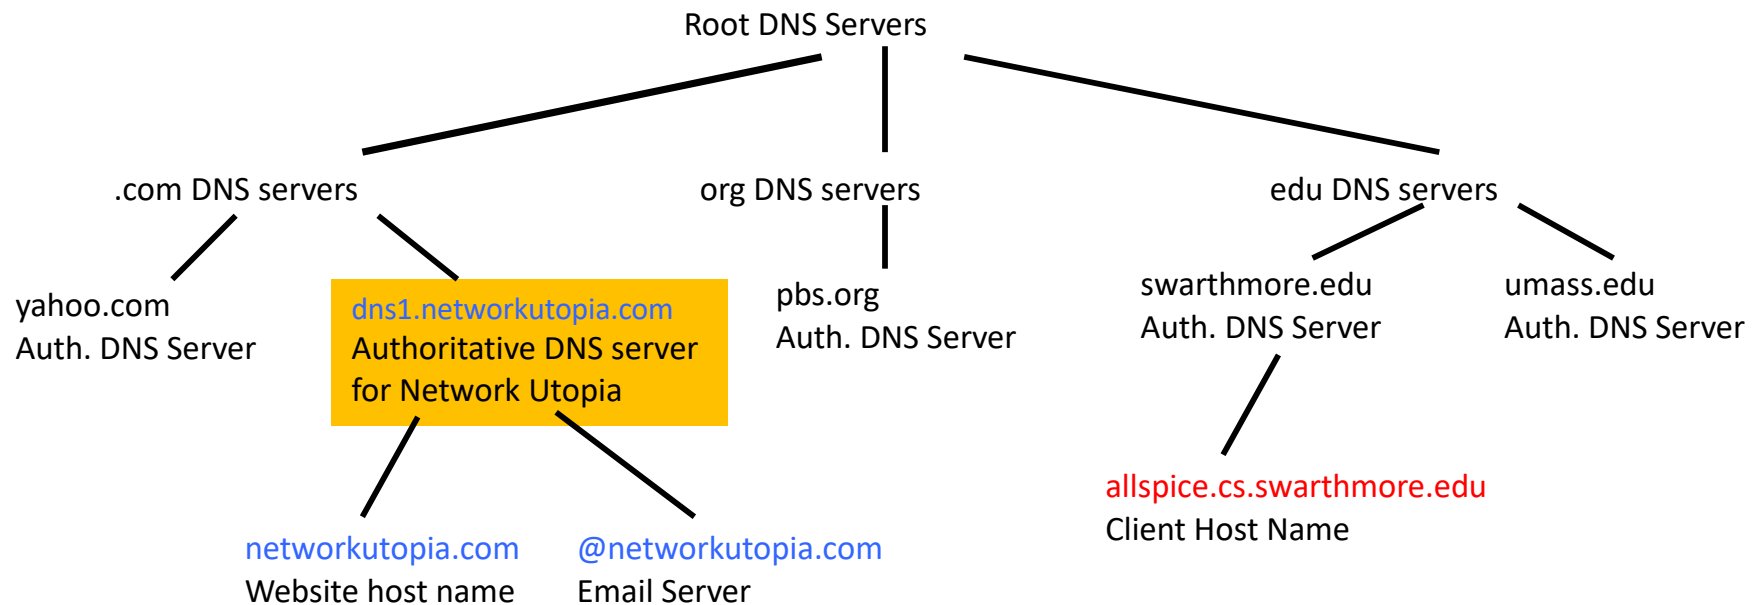 Root DNS Servers
.com DNS servers
org DNS servers
edu DNS servers
yahoo.com
Auth. DNS Server
dns1.networkutopia.com
Authoritative DNS server
for Network Utopia
pbs.org
Auth. DNS Server
swarthmore.edu
Auth. DNS Server
umass.edu
Auth. DNS Server
networkutopia.com
Website host name
@networkutopia.com
Email Server
allspice.cs.swarthmore.edu
Client Host Name